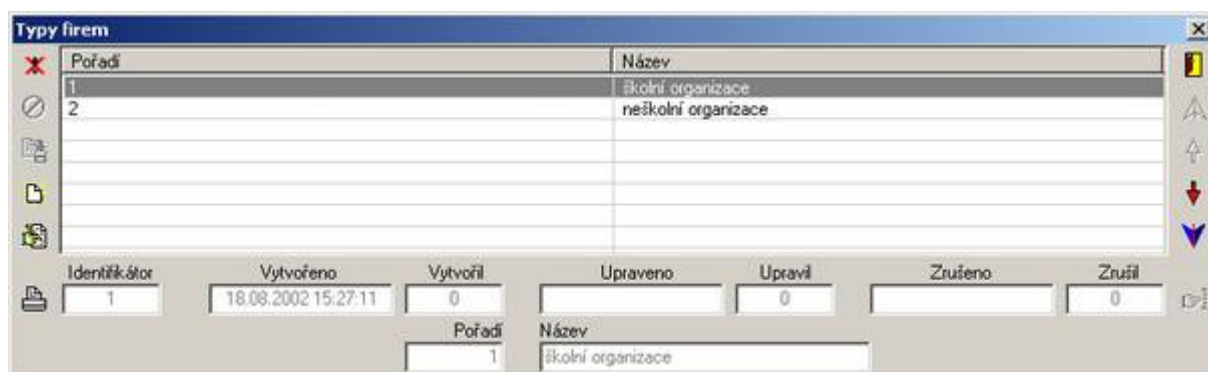 Typy firem
Pořadí Název
1 školní organizace
2 neškolní organizace
Identifikátor Vytvořeno Vytvořil Upraveno Upravil Zrušeno Zrušil
1 18.08.2002 15:27:11 0 0 0
Pořadí Název
1 školní organizace